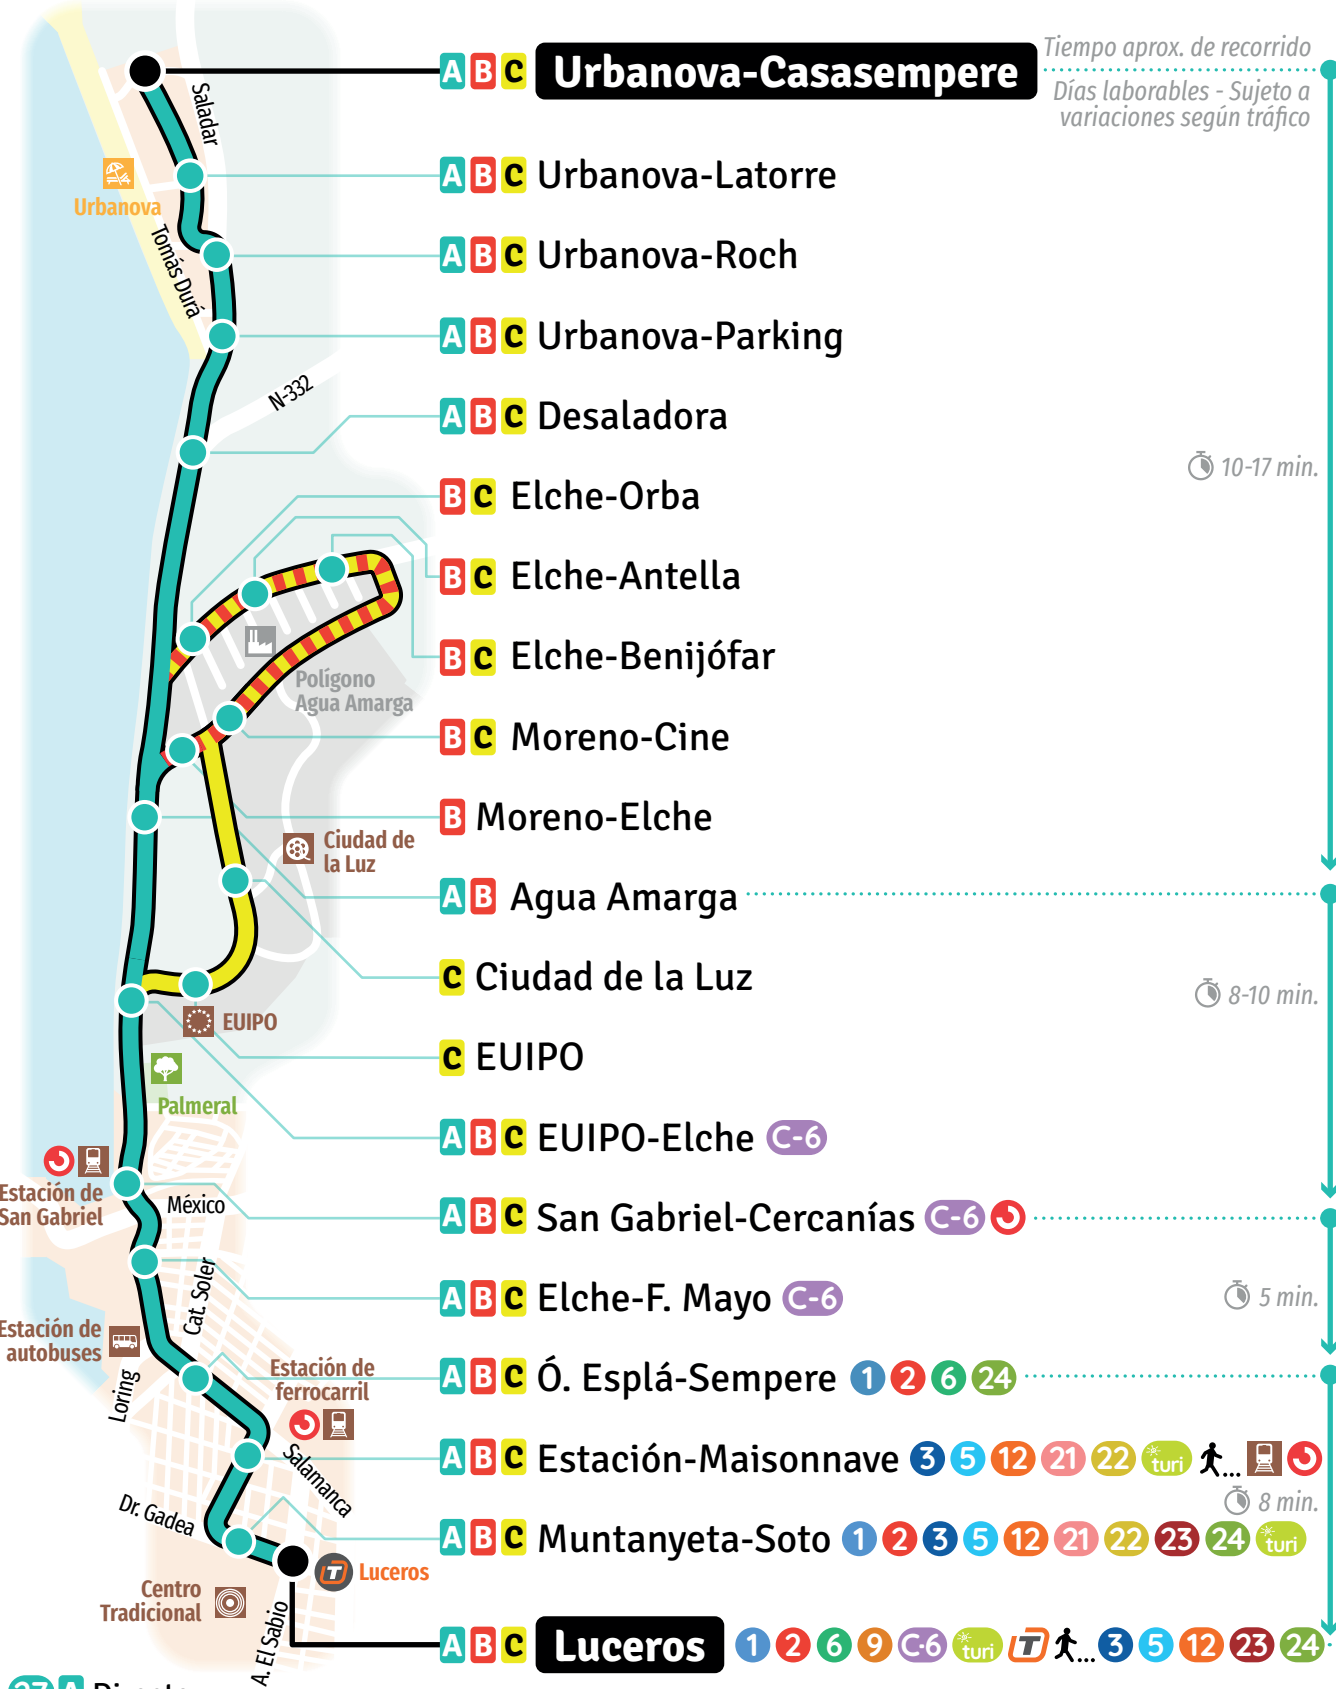 A B C Urbanova-Casasempere
Tiempo aprox. de recorrido
Días laborables - Sujeto a
variaciones según tráfico
Saladar
A B C Urbanova-Latorre
Urbanova
Tomás Durá
A B C Urbanova-Roch
A B C Urbanova-Parking
N-332
A B C Desaladora
10-17 min.
B C Elche-Orba
B C Elche-Antella
B C Elche-Benijófar
Polígono
Agua Amarga
B C Moreno-Cine
B Moreno-Elche
Ciudad de
la Luz
A B Agua Amarga
C Ciudad de la Luz
8-10 min.
EUIPO
C EUIPO
Palmeral
A B C EUIPO-Elche C-6
Estación de
San Gabriel
México
A B C San Gabriel-Cercanías C-6
Cat. Soler
A B C Elche-F. Mayo C-6
5 min.
Estación de
autobuses
Loring
Estación de
ferrocarril
A B C Ó. Esplá-Sempere 1 2 6 24
Salamanca
A B C Estación-Maisonnave 3 5 12 21 22 turi ...
8 min.
Dr. Gadea
A B C Muntanyeta-Soto 1 2 3 5 12 21 22 23 24 turi
T Luceros
Centro
Tradicional
A. El Sabio
A B C Luceros 1 2 6 9 C-6 turi T ... 3 5 12 23 24
27 A Directo